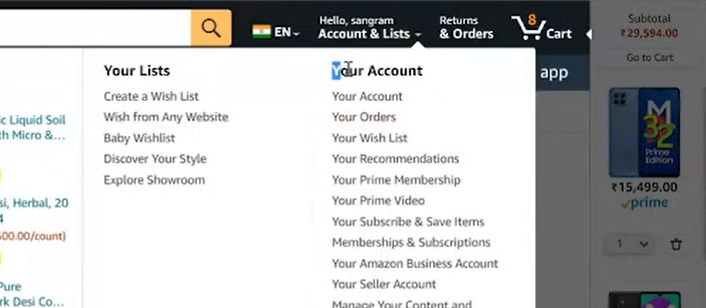 EN
Hello, sangram
Account & Lists
Returns
& Orders
8
Cart
Subtotal
₹29,594.00
Go to Cart
Your Lists
Create a Wish List
Wish from Any Website
Baby Wishlist
Discover Your Style
Explore Showroom
Your Account
Your Account
Your Orders
Your Wish List
Your Recommendations
Your Prime Membership
Your Prime Video
Your Subscribe & Save Items
Memberships & Subscriptions
Your Amazon Business Account
Your Seller Account
Manage Your Content and
app
c Liquid Soil
th Micro &...
si, Herbal, 20
4
500.00/count)
Pure
rk Desi Co...
M
32
Prime
Edition
₹15,499.00
prime
1